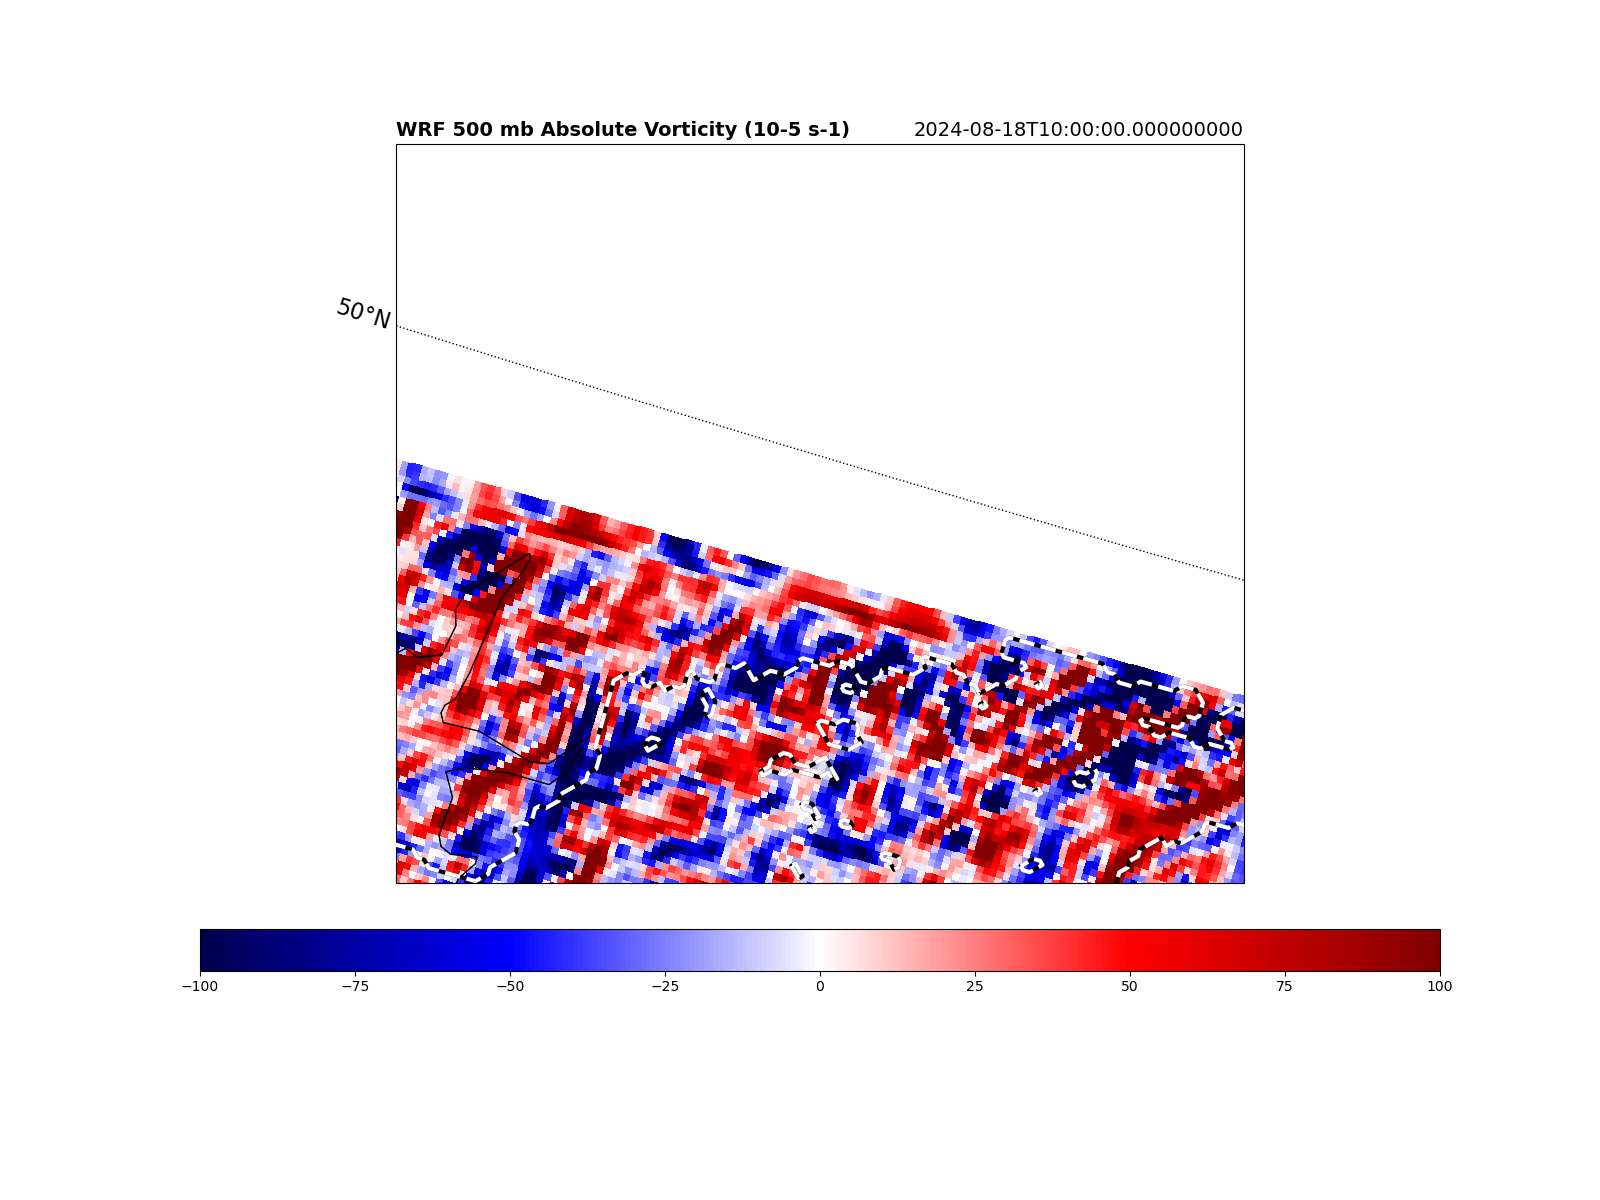 WRF 500 mb Absolute Vorticity (10-5 s-1) 2024-08-18T10:00:00.000000000
50°N
−100 −75 −50 −25 0 25 50 75 100